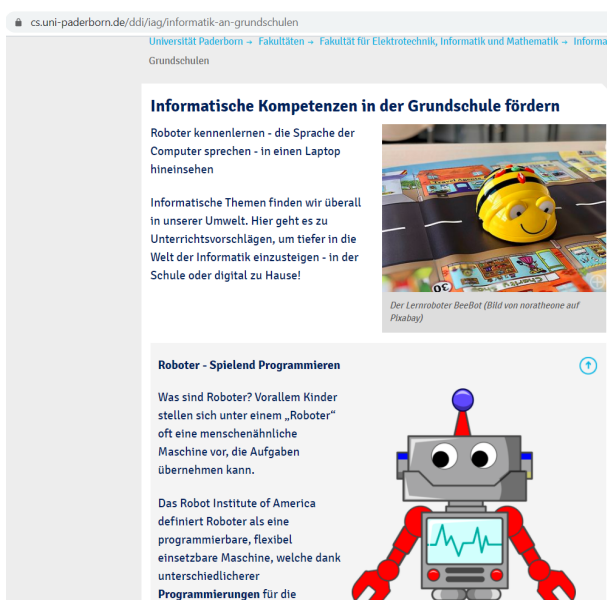 cs.uni-paderborn.de/ddi/iag/informatik-an-grundschulen
Universität Paderborn → Fakultäten → Fakultät für Elektrotechnik, Informatik und Mathematik → Informa
Grundschulen
Informatische Kompetenzen in der Grundschule fördern
Roboter kennenlernen - die Sprache der
Computer sprechen - in einen Laptop
hineinsehen
Informatische Themen finden wir überall
in unserer Umwelt. Hier geht es zu
Unterrichtsvorschlägen, um tiefer in die
Welt der Informatik einzusteigen - in der
Schule oder digital zu Hause!
Travel Agents
Charity
Shop
30
Der Lernroboter BeeBot (Bild von noratheone auf
Pixabay)
Roboter - Spielend Programmieren
Was sind Roboter? Vorallem Kinder
stellen sich unter einem „Roboter“
oft eine menschenähnliche
Maschine vor, die Aufgaben
übernehmen kann.
Das Robot Institute of America
definiert Roboter als eine
programmierbare, flexibel
einsetzbare Maschine, welche dank
unterschiedlicherer
Programmierungen für die